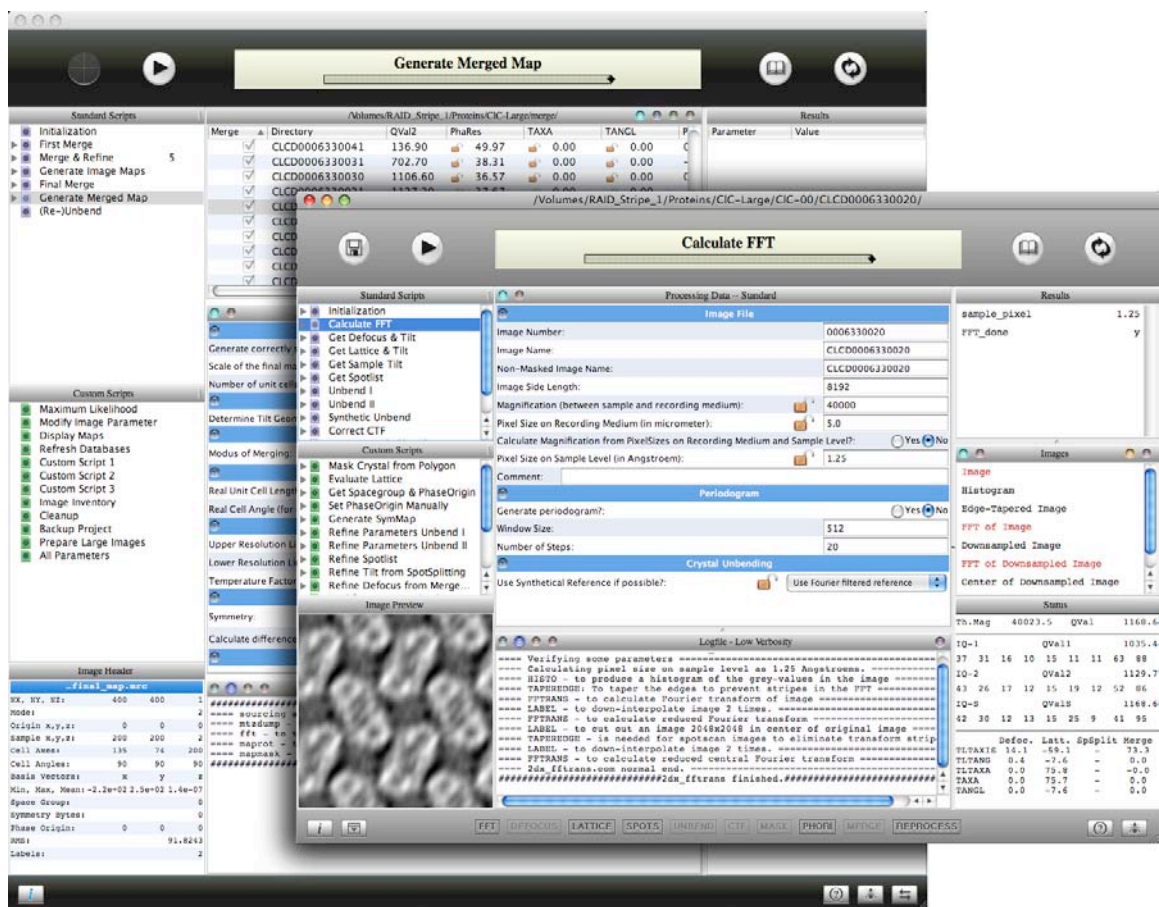 Generate Merged Map
Standard Scripts
Initialization
First Merge
Merge & Refine 5
Generate Image Maps
Final Merge
Generate Merged Map
(Re-)Unbend
/Volumes/RAID_Stripe_1/Proteins/ClC-Large/merge/
Merge Directory QVal2 PhaRes TAXA TANGL
CLCD0006330041 136.90 49.97 0.00 0.00
CLCD0006330031 702.70 38.31 0.00 0.00
CLCD0006330030 1106.60 36.57 0.00 0.00
Results
Parameter Value
Custom Scripts
Maximum Likelihood
Modify Image Parameter
Display Maps
Refresh Databases
Custom Script 1
Custom Script 2
Custom Script 3
Image Inventory
Cleanup
Backup Project
Prepare Large Images
All Parameters
Generate correctly
Scale of the final ma
Number of unit cell
Determine Tilt Geom
Modus of Merging:
Real Unit Cell Length
Real Cell Angle (for
Upper Resolution Li
Lower Resolution Li
Temperature Factor
Symmetry:
Calculate difference
Image Header
_final_map.mrc
NX, NY, NZ: 400 400 1
Mode: 2
Origin x,y,z: 0 0 0
Sample x,y,z: 200 200 2
Cell Axes: 135 74 200
Cell Angles: 90 90 90
Basis Vectors: x y z
Min, Max, Mean: -2.2e+02 2.5e+02 1.4e-07
Space Group: 0
Symmetry Bytes: 0
Phase Origin: 0 0 0
RMS: 91.8243
Labels: 2
/Volumes/RAID_Stripe_1/Proteins/ClC-Large/ClC-00/CLCD0006330020/
Calculate FFT
Standard Scripts
Initialization
Calculate FFT
Get Defocus & Tilt
Get Lattice & Tilt
Get Sample Tilt
Get Spotlist
Unbend I
Unbend II
Synthetic Unbend
Correct CTF
Custom Scripts
Mask Crystal from Polygon
Evaluate Lattice
Get Spacegroup & PhaseOrigin
Set PhaseOrigin Manually
Generate SymMap
Refine Parameters Unbend I
Refine Parameters Unbend II
Refine Spotlist
Refine Tilt from SpotSplitting
Refine Defocus from Merge...
Image Preview
Processing Data -- Standard
Image File
Image Number: 0006330020
Image Name: CLCD0006330020
Non-Masked Image Name: CLCD0006330020
Image Side Length: 8192
Magnification (between sample and recording medium): 40000
Pixel Size on Recording Medium (in micrometer): 5.0
Calculate Magnification from PixelSizes on Recording Medium and Sample Level?: Yes No
Pixel Size on Sample Level (in Angstroem): 1.25
Comment:
Periodogram
Generate periodogram?: Yes No
Window Size: 512
Number of Steps: 20
Crystal Unbending
Use Synthetical Reference if possible?: Use Fourier filtered reference
Logfile - Low Verbosity
==== Verifying some parameters
==== Calculating pixel size on sample level as 1.25 Angstroems.
==== HISTO - to produce a histogram of the grey-values in the image
==== TAPEREDGE: To taper the edges to prevent stripes in the FFT
==== FFTRANS - to calculate Fourier transform of image
==== LABEL - to down-interpolate image 2 times.
==== FFTRANS - to calculate reduced Fourier transform
==== LABEL - to cut out an image 2048x2048 in center of original image
==== TAPEREDGE - is needed for spotscan images to eliminate transform strip
==== LABEL - to down-interpolate image 2 times.
==== FFTRANS - to calculate reduced central Fourier transform
==== 2dx_fftrans.com normal end.
2dx_fftrans finished.
Results
sample_pixel 1.25
FFT_done y
Images
Image
Histogram
Edge-Tapered Image
FFT of Image
Downsampled Image
FFT of Downsampled Image
Center of Downsampled Image
Status
Th.Mag 40023.5 QVal 1168.6
IQ-1 QVal1 1035.4
37 31 16 10 15 11 11 63 88
IQ-2 QVal2 1129.7
43 26 17 12 15 19 12 52 86
IQ-S QValS 1168.6
42 30 12 13 15 25 9 41 95
Defoc. Latt. SpSplit Merge
TLTAXIS 14.1 -59.1 - 73.3
TLTANG 0.4 -7.6 - 0.0
TLTAXA 0.0 75.8 - -0.0
TAXA 0.0 75.7 - 0.0
TANGL 0.0 -7.6 - 0.0
FFT DEFOCUS LATTICE SPOTS UNBEND CTF MASK PHORI MERGE REPROCESS